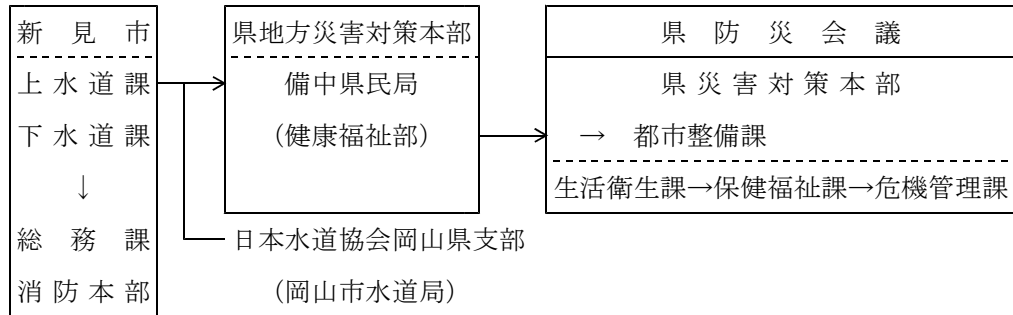 新見市
上水道課
下水道課
↓
総務課
消防本部
県地方災害対策本部
備中県民局
(健康福祉部)
日本水道協会岡山県支部
(岡山市水道局)
県防災会議
県災害対策本部
→ 都市整備課
生活衛生課→保健福祉課→危機管理課